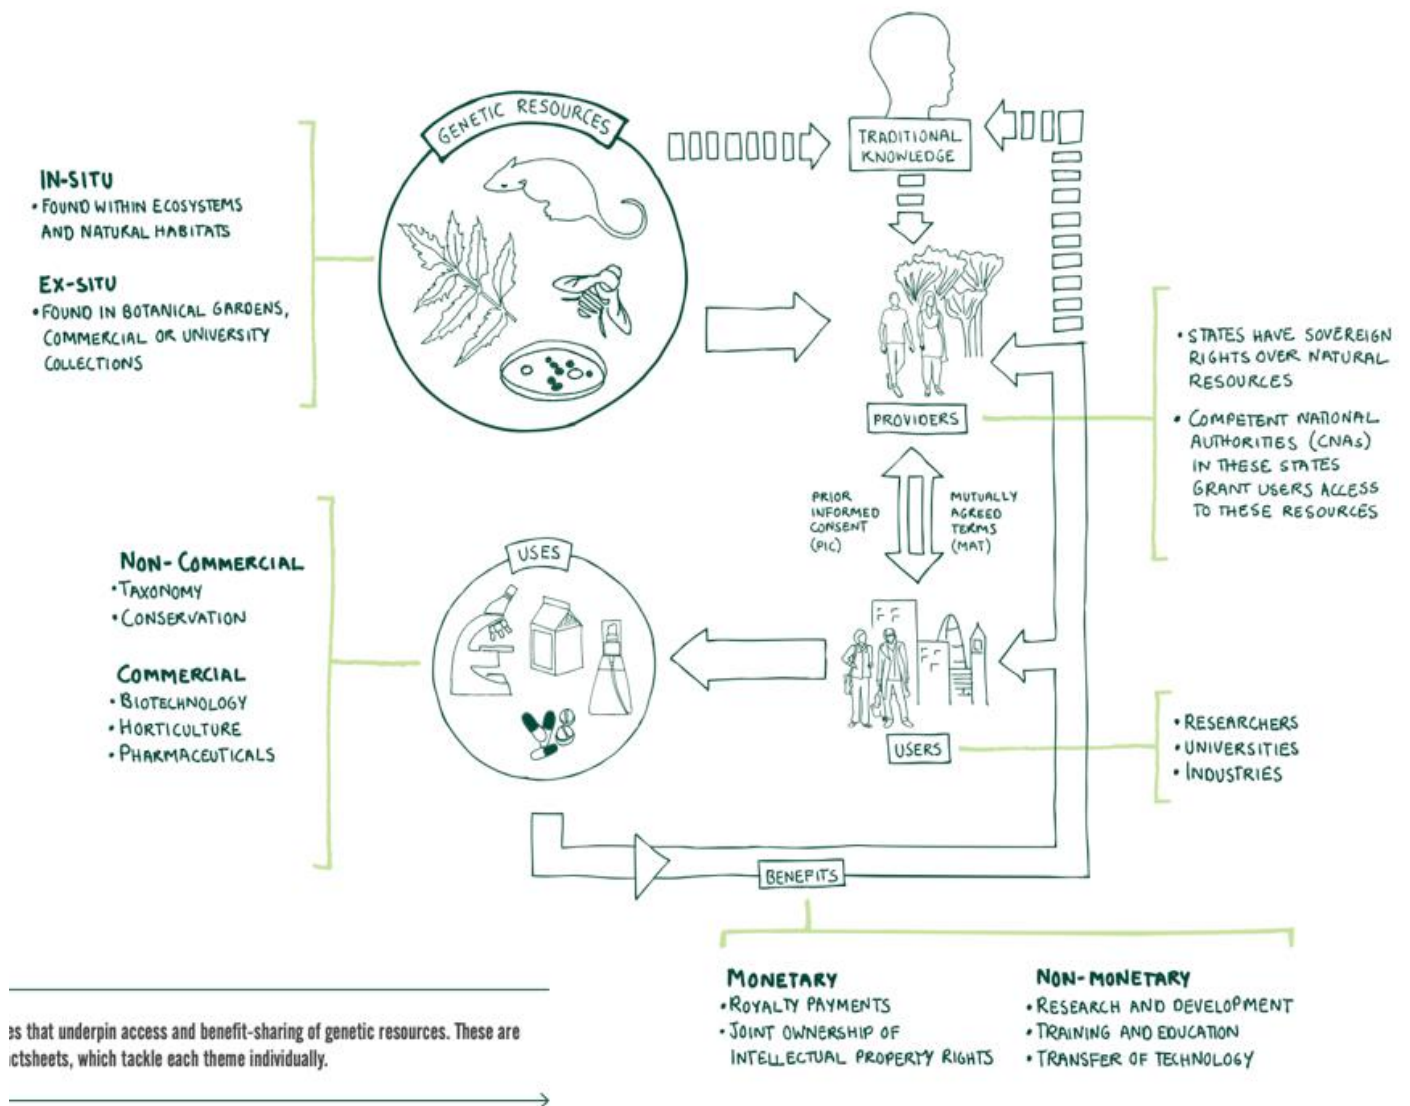 GENETIC RESOURCES
TRADITIONAL
KNOWLEDGE
IN-SITU
• FOUND WITHIN ECOSYSTEMS
AND NATURAL HABITATS
EX-SITU
• FOUND IN BOTANICAL GARDENS,
COMMERCIAL OR UNIVERSITY
COLLECTIONS
PROVIDERS
• STATES HAVE SOVEREIGN
RIGHTS OVER NATURAL
RESOURCES
• COMPETENT NATIONAL
AUTHORITIES (CNAs)
IN THESE STATES
GRANT USERS ACCESS
TO THESE RESOURCES
PRIOR
INFORMED
CONSENT
(PIC)
MUTUALLY
AGREED
TERMS
(MAT)
USES
NON-COMMERCIAL
• TAXONOMY
• CONSERVATION
COMMERCIAL
• BIOTECHNOLOGY
• HORTICULTURE
• PHARMACEUTICALS
USERS
• RESEARCHERS
• UNIVERSITIES
• INDUSTRIES
BENEFITS
MONETARY
• ROYALTY PAYMENTS
• JOINT OWNERSHIP OF
INTELLECTUAL PROPERTY RIGHTS
NON-MONETARY
• RESEARCH AND DEVELOPMENT
• TRAINING AND EDUCATION
• TRANSFER OF TECHNOLOGY
es that underpin access and benefit-sharing of genetic resources. These are
ctsheets, which tackle each theme individually.